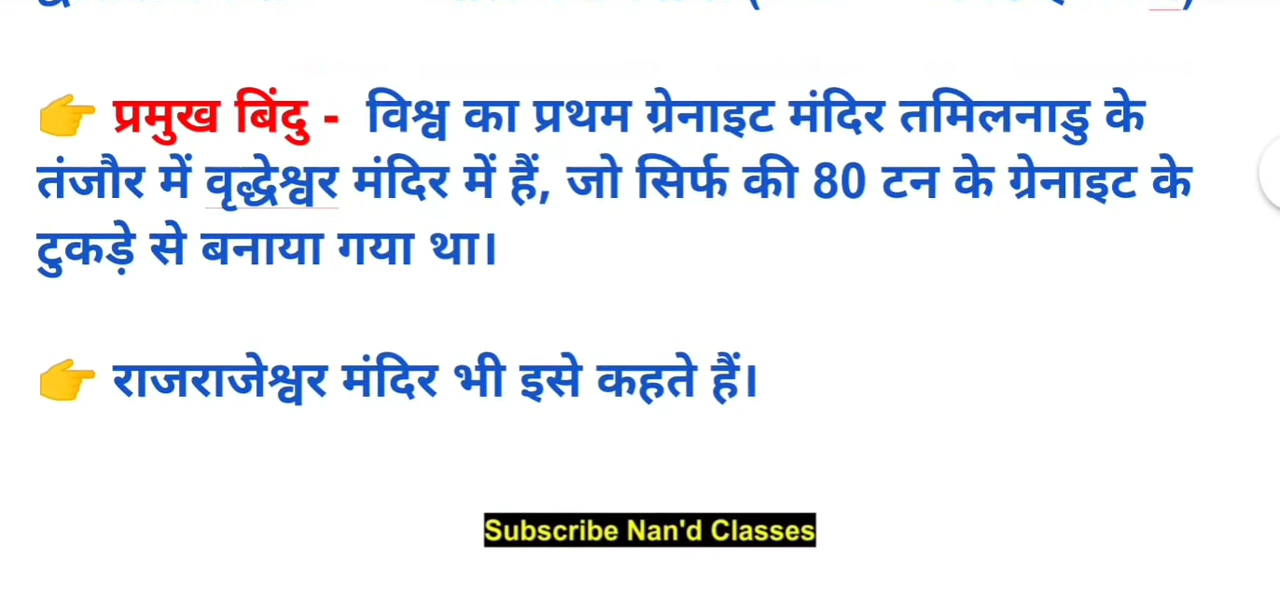 👉 प्रमुख बिंदु - विश्व का प्रथम ग्रेनाइट मंदिर तमिलनाडु के
तंजौर में वृद्धेश्वर मंदिर में हैं, जो सिर्फ की 80 टन के ग्रेनाइट के
टुकड़े से बनाया गया था।
👉 राजराजेश्वर मंदिर भी इसे कहते हैं।
Subscribe Nan'd Classes